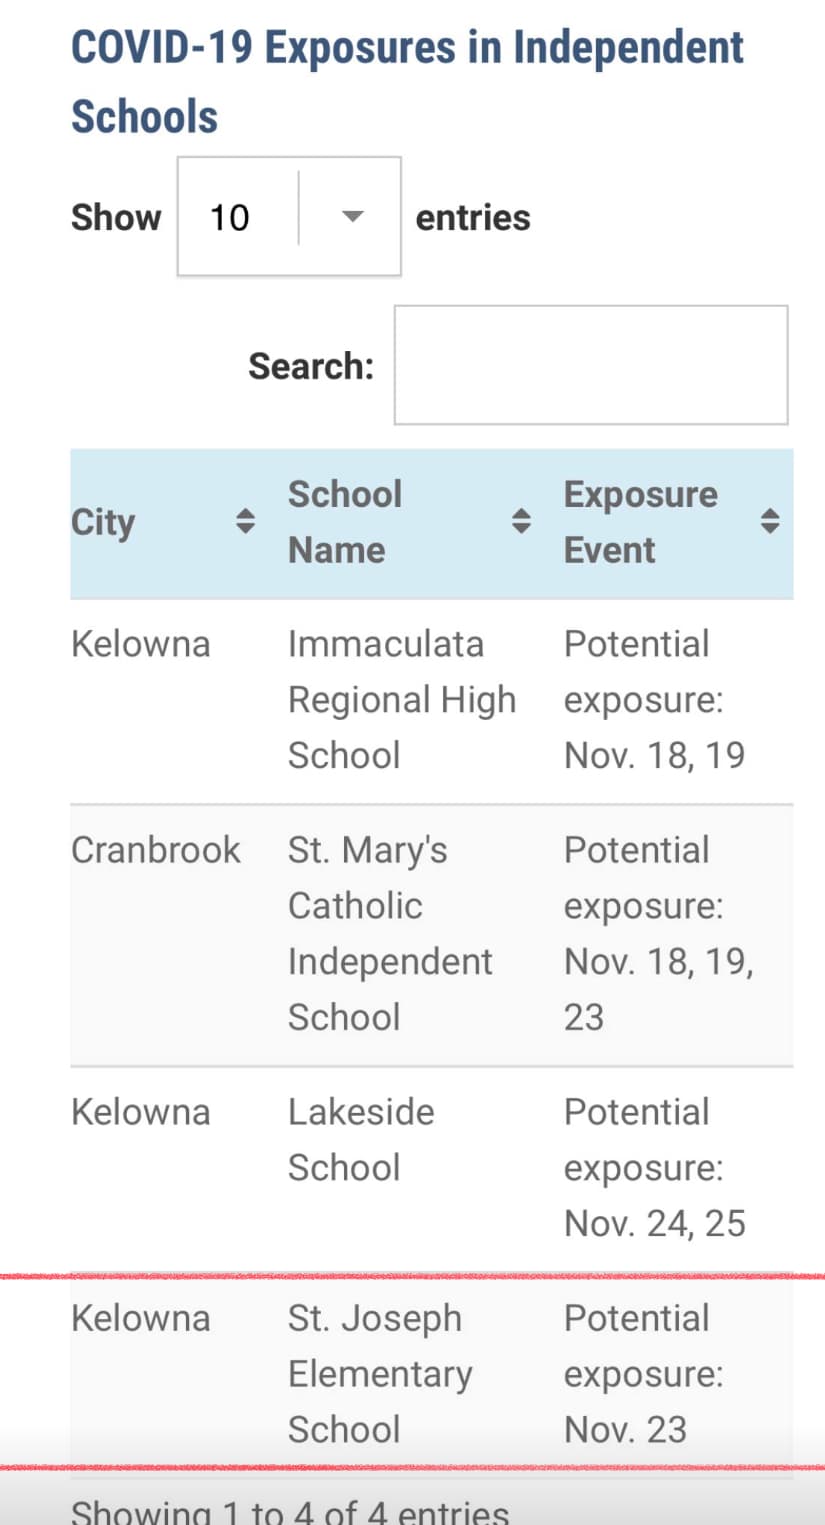 COVID-19 Exposures in Independent
Schools
Show 10 entries
Search:
City School Name Exposure Event
Kelowna Immaculata Regional High School Potential exposure: Nov. 18, 19
Cranbrook St. Mary's Catholic Independent School Potential exposure: Nov. 18, 19, 23
Kelowna Lakeside School Potential exposure: Nov. 24, 25
Kelowna St. Joseph Elementary School Potential exposure: Nov. 23
Showing 1 to 4 of 4 entries